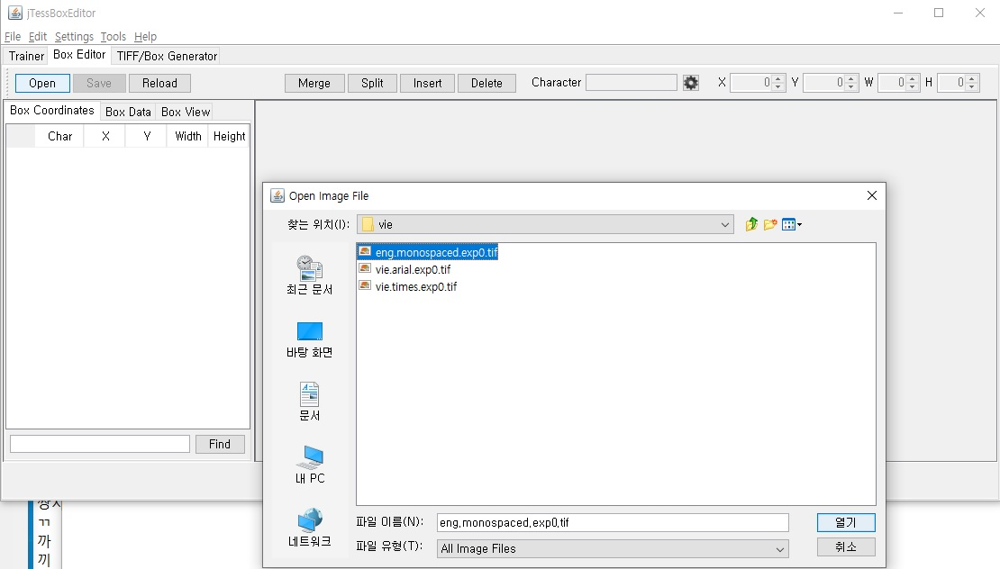 jTessBoxEditor
File Edit Settings Tools Help
Trainer Box Editor TIFF/Box Generator
Open Save Reload Merge Split Insert Delete Character X 0 Y 0 W 0 H 0
Box Coordinates Box Data Box View
Char X Y Width Height
Find
Open Image File
찾는 위치(I): vie
eng.monospaced.exp0.tif
vie.arial.exp0.tif
vie.times.exp0.tif
최근 문서
바탕 화면
문서
내 PC
네트워크
파일 이름(N): eng,monospaced,exp0,tif 열기
파일 유형(T): All Image Files 취소
ㄲ
까
끼